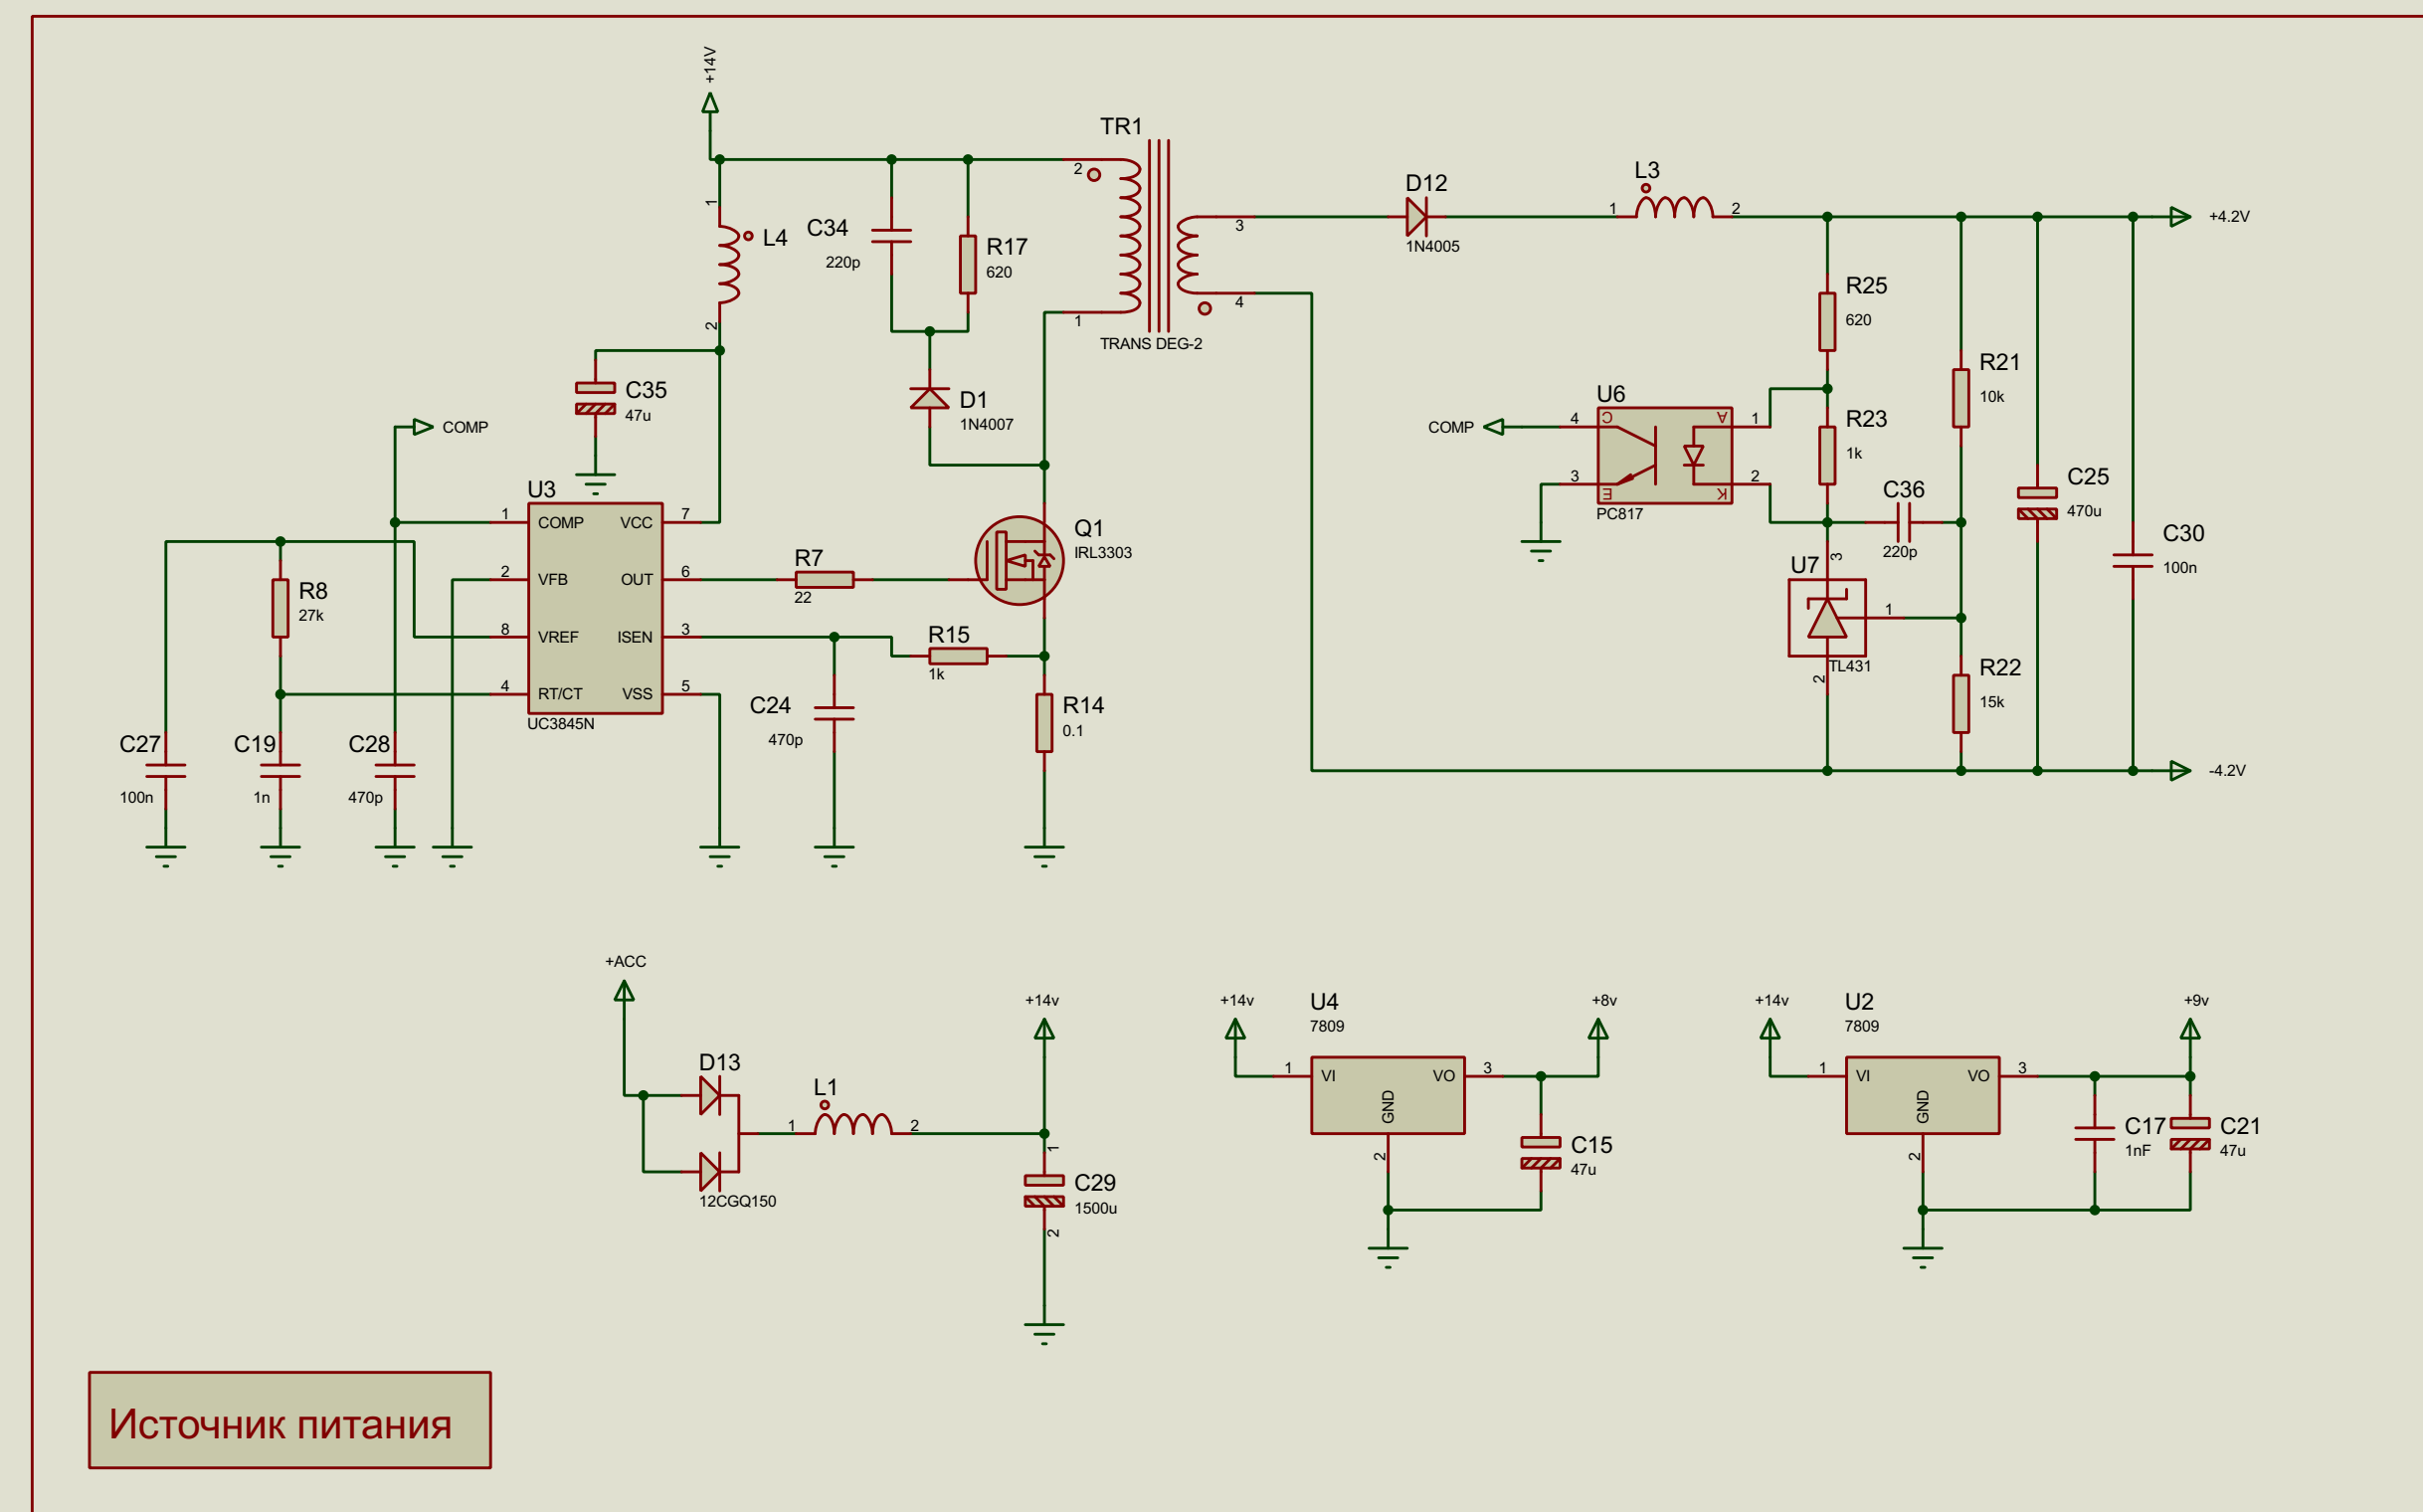 +14V
TR1
2
1
TRANS DEG-2
3
4
1
L4
2
C34
220p
R17
620
D12
1N4005
L3
1
2
+4.2V
C35
47u
D1
1N4007
COMP
U3
1
COMP
VCC
7
2
VFB
OUT
6
8
VREF
ISEN
3
4
RT/CT
VSS
5
UC3845N
R8
27k
R7
22
Q1
IRL3303
R15
1k
C24
470p
R14
0.1
C27
100n
C19
1n
C28
470p
R25
620
R21
10k
U6
COMP
4
C
A
1
3
E
K
2
PC817
R23
1k
C36
220p
C25
470u
C30
100n
U7
3
1
TL431
2
R22
15k
-4.2V
+ACC
D13
12CGQ150
L1
1
2
+14v
1
C29
1500u
2
+14v
U4
7809
1
VI
VO
3
GND
2
+8v
C15
47u
+14v
U2
7809
1
VI
VO
3
GND
2
+9v
C17
1nF
C21
47u
Источник питания